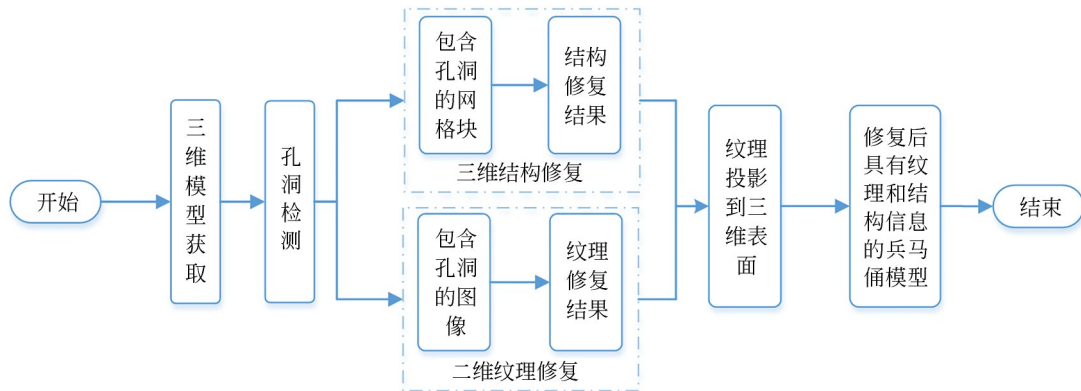 开始
三
维
模
型
获
取
孔
洞
检
测
包含
孔洞
的网
格块
结构
修复
结果
三维结构修复
包含
孔洞
的图
像
纹理
修复
结果
二维纹理修复
纹理
投影
到三
维表
面
修复后
具有纹
理和结
构信息
的兵马
俑模型
结束